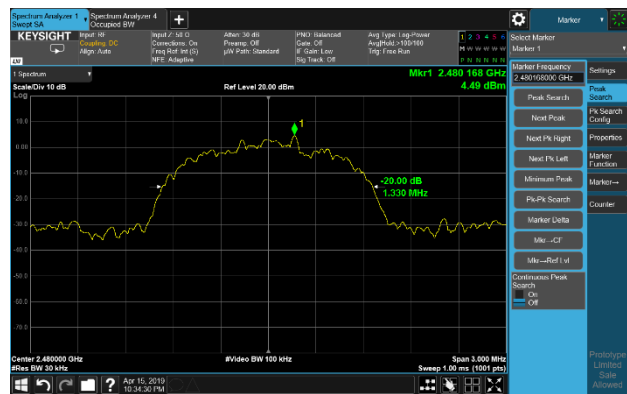 Spectrum Analyzer 1
Swept SA
Spectrum Analyzer 4
Occupied BW
+
Marker
KEYSIGHT
Input: RF
Coupling: DC
Align: Auto
Input Z: 50 Ω
Corrections: On
Freq Ref: Int (S)
NFE: Adaptive
Atten: 30 dB
Preamp: Off
µW Path: Standard
PNO: Balanced
Gate: Off
IF Gain: Low
Sig Track: Off
Avg Type: Log-Power
Avg|Hold:>100/100
Trig: Free Run
1 2 3 4 5 6
M W W W W W
P N N N N N
Select Marker
Marker 1
1 Spectrum
Mkr1 2.480 168 GHz
Scale/Div 10 dB
Ref Level 20.00 dBm
4.49 dBm
Log
10.0
0.00
-10.0
-20.0
-30.0
-40.0
-50.0
-60.0
-70.0
1
-20.00 dB
1.330 MHz
Center 2.480000 GHz
#Video BW 100 kHz
Span 3.000 MHz
#Res BW 30 kHz
Sweep 1.00 ms (1001 pts)
Marker Frequency
2.480168000 GHz
Peak Search
Next Peak
Next Pk Right
Next Pk Left
Minimum Peak
Pk-Pk Search
Marker Delta
Mkr→CF
Mkr→Ref Lvl
Continuous Peak
Search
On
Off
Settings
Peak
Search
Pk Search
Config
Properties
Marker
Function
Marker→
Counter
Prototype
Limited
Sale
Allowed
?
Apr 15, 2019
10:34:50 PM